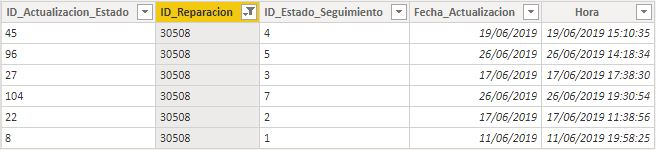 ID_Actualizacion_Estado ID_Reparacion ID_Estado_Seguimiento Fecha_Actualizacion Hora
45 30508 4 19/06/2019 19/06/2019 15:10:35
96 30508 5 26/06/2019 26/06/2019 14:18:34
27 30508 3 17/06/2019 17/06/2019 17:38:30
104 30508 7 26/06/2019 26/06/2019 19:30:54
22 30508 2 17/06/2019 17/06/2019 11:38:56
8 30508 1 11/06/2019 11/06/2019 19:58:25